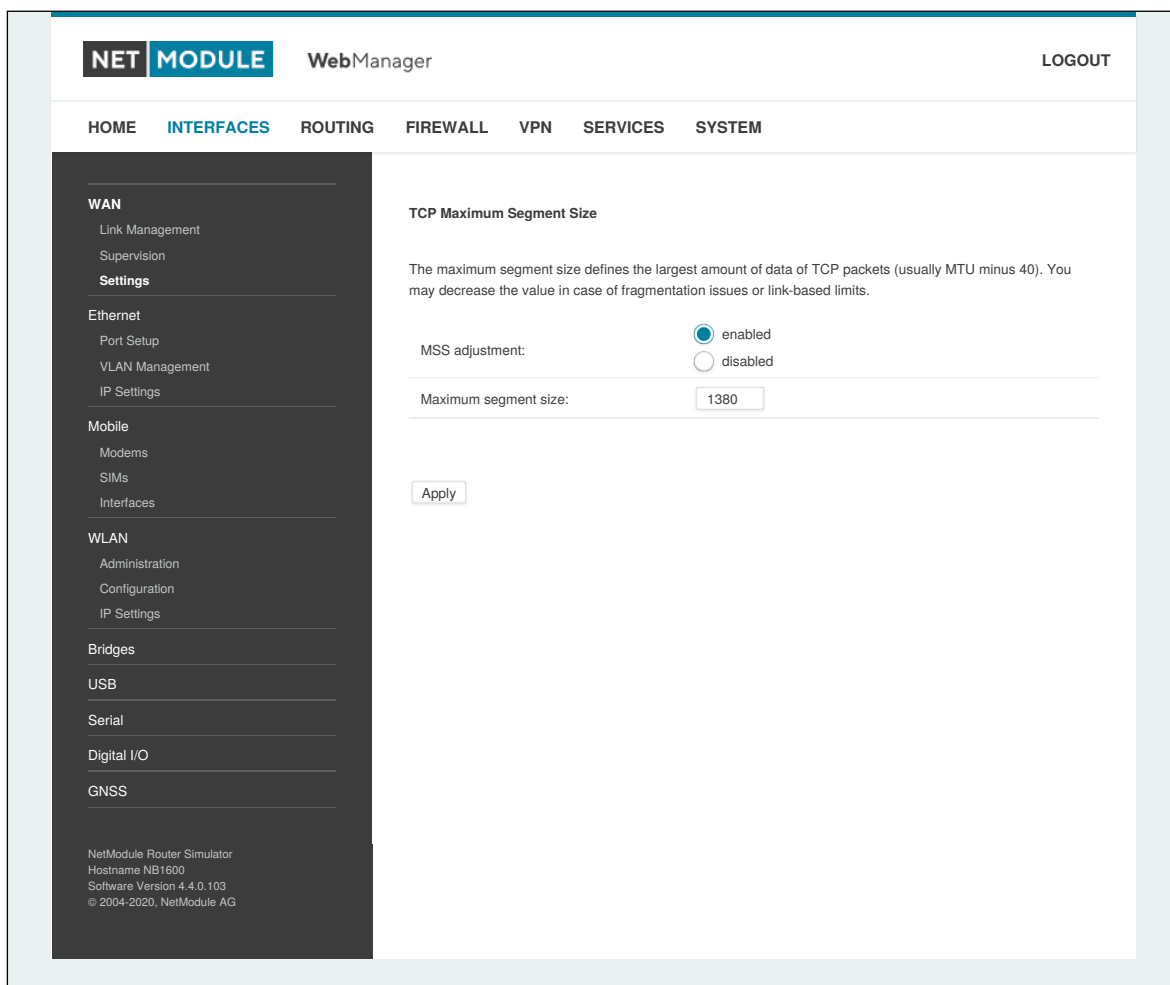 NET MODULE WebManager LOGOUT
HOME INTERFACES ROUTING FIREWALL VPN SERVICES SYSTEM
WAN
Link Management
Supervision
Settings
Ethernet
Port Setup
VLAN Management
IP Settings
Mobile
Modems
SIMs
Interfaces
WLAN
Administration
Configuration
IP Settings
Bridges
USB
Serial
Digital I/O
GNSS
NetModule Router Simulator
Hostname NB1600
Software Version 4.4.0.103
© 2004-2020, NetModule AG
TCP Maximum Segment Size
The maximum segment size defines the largest amount of data of TCP packets (usually MTU minus 40). You
may decrease the value in case of fragmentation issues or link-based limits.
MSS adjustment:
enabled
disabled
Maximum segment size: 1380
Apply